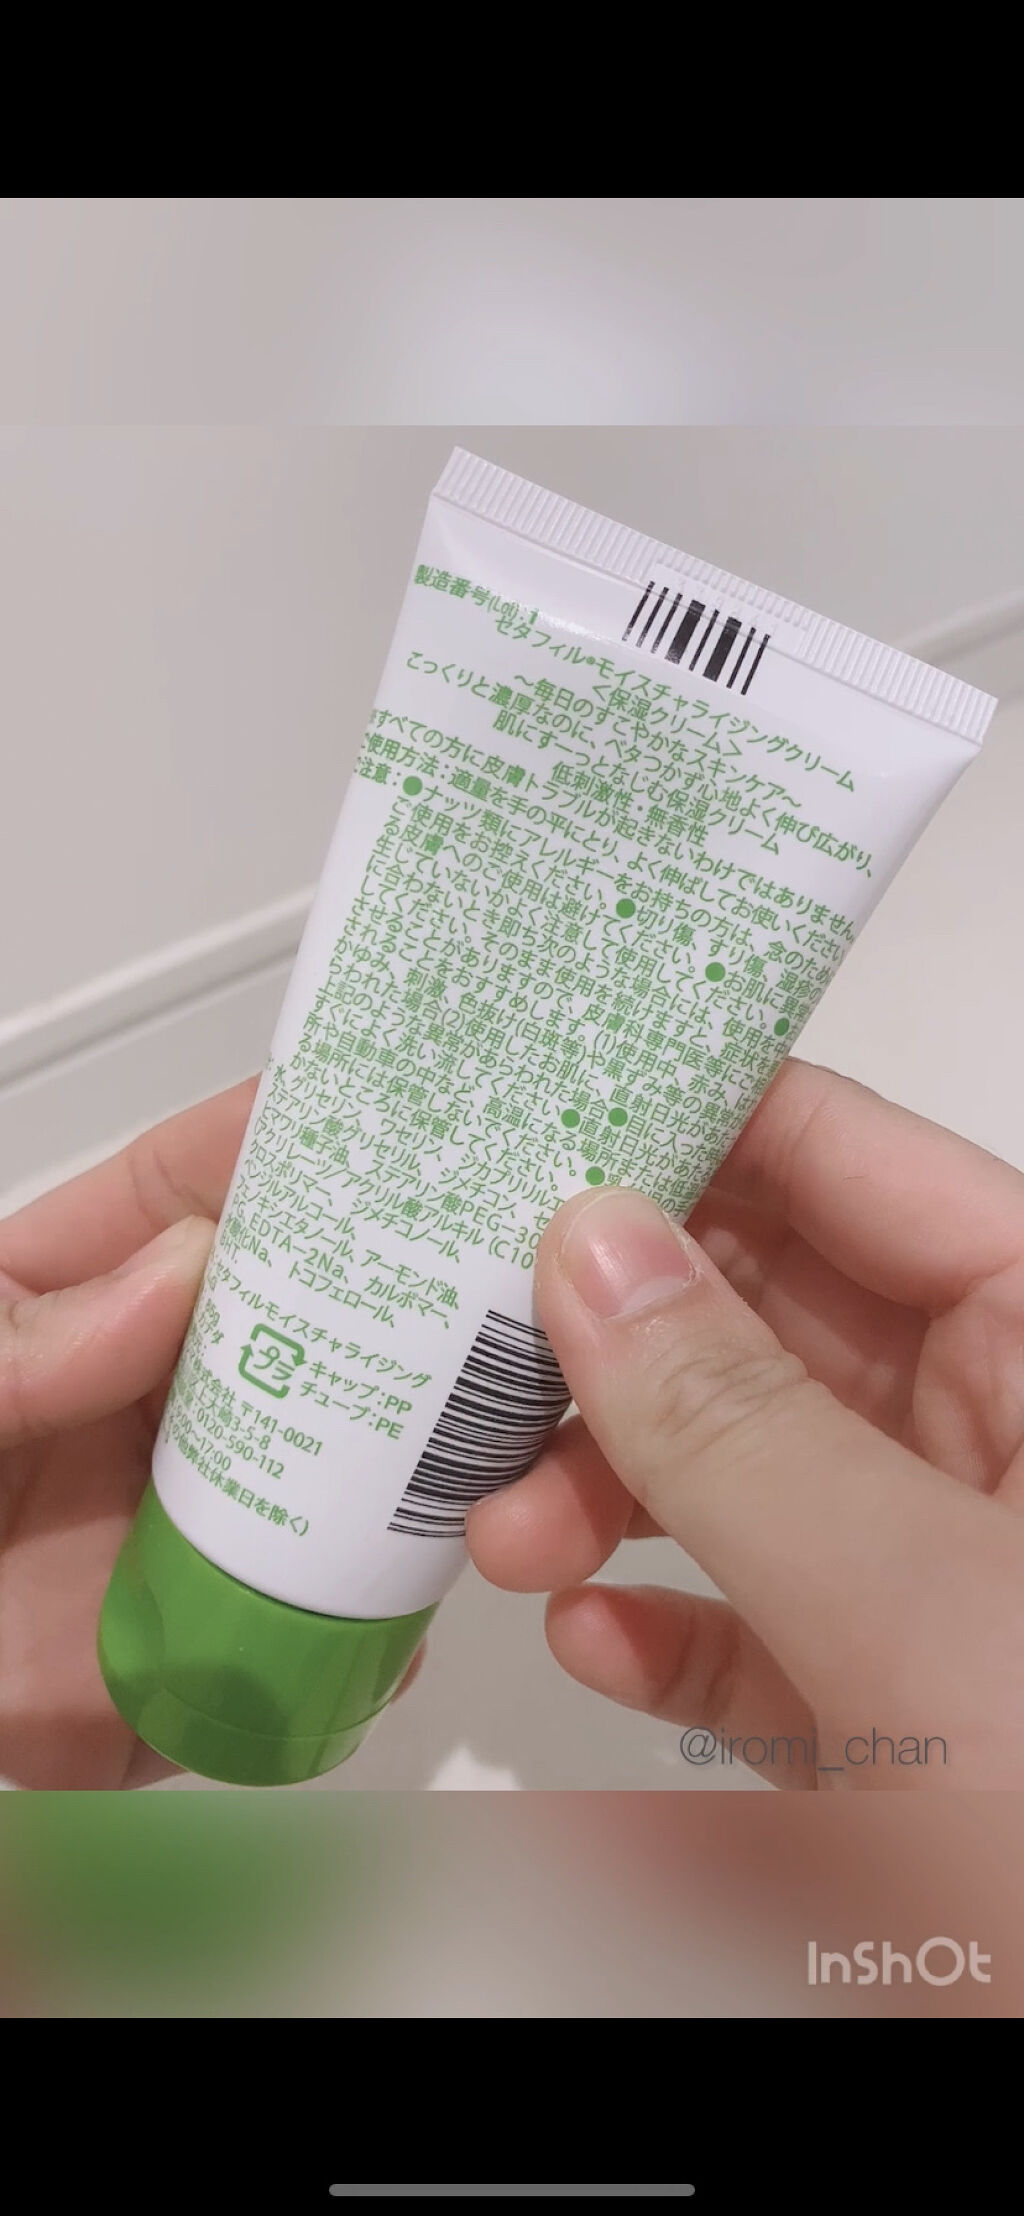 製造番号(Lot):
セタフィル®モイスチャライジングクリーム
<保湿クリーム>
～毎日のすこやかなスキンケア～
こっくりと濃厚なのに、ベタつかず心地よく伸び広がり、
肌にすーっとなじむ保湿クリーム
低刺激性・無香性
すべての方に皮膚トラブルが起きないわけではありません
使用方法：適量を手の平にとり、よく伸ばしてお使いください
注意：●ナッツ類にアレルギーをお持ちの方は、念のため
ご使用をお控えください。●切り傷、すり傷、湿疹
皮膚へのご使用は避けてください。●お肌に異
生じていないかよく注意して使用してください。●
に合わないとき即ち次のような場合には、使用を
してください。そのまま使用を続けますと、症状を
させることがありますので、皮膚科専門医等に
されることをおすすめします。(1)使用中、赤み、
かゆみ、刺激、色抜け(白斑等)や黒ずみ等の異常が
らわれた場合(2)使用したお肌に、直射日光があた
上記のような異常があらわれた場合●目に入った
すぐによく洗い流してください。●直射日光があ
所や自動車の中など、高温になる場所または低
場所には保管しないでください。●
かないところに保管してください。
水、グリセリン、ワセリン、ジカプリリル
ステアリン酸グリセリル、ジメチコン、セ
ヒマワリ種子油、ステアリン酸PEG-30
(アクリレーツ/アクリル酸アルキル(C10
クロスポリマー、ジメチコノール、
ベンジルアルコール、アーモンド油、
フェノキシエタノール、カルボマー、
PG、EDTA-2Na、トコフェロール、
酸化Na、
BHT
セタフィルモイスチャライジング
85g
カナダ
プラ
キャップ:PP
チューブ:PE
株式会社 〒141-0021
上大崎3-5-8
0120-590-112
～17:00
の他弊社休業日を除く)
@iromi_chan
InShOt